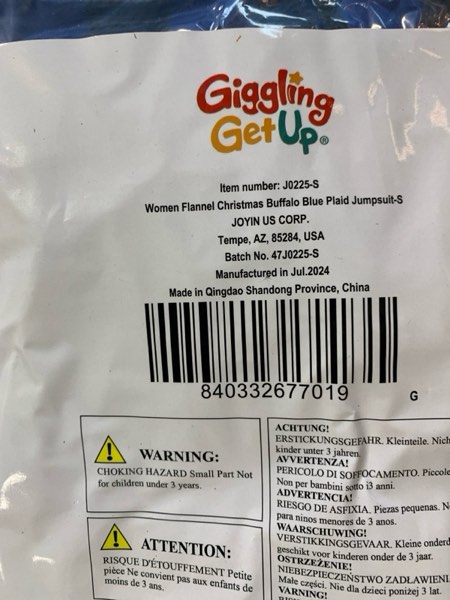 Giggling
Get Up®
Item number: J0225-S
Women Flannel Christmas Buffalo Blue Plaid Jumpsuit-S
JOYIN US CORP.
Tempe, AZ, 85284, USA
Batch No. 47J0225-S
Manufactured in Jul.2024
Made in Qingdao Shandong Province, China
840332677019
G
WARNING:
CHOKING HAZARD Small Part Not
for children under 3 years.
ATTENTION:
RISQUE D'ÉTOUFFEMENT Petite
pièce Ne convient pas aux enfants de
moins de 3 ans.
ACHTUNG!
ERSTICKUNGSGEFAHR. Kleinteile. Nich
kinder unter 3 jahren.
AVVERTENZA!
PERICOLO DI SOFFOCAMENTO. Piccole
Non per bambini sotto i3 anni.
ADVERTENCIA!
RIESGO DE ASFIXIA. Piezas pequenas. N
para ninos menores de 3 anos.
WAARSCHUWING!
VERSTIKKINGSGEVAAR. Kleine onderd
geschikt voor kinderen onder de 3 jaar.
OSTRZEŻENIE!
NIEBEZPIECZEŃSTWO ZADŁAWIENI
Małe części. Nie dla dzieci poniżej 3 lat.
VARNING!